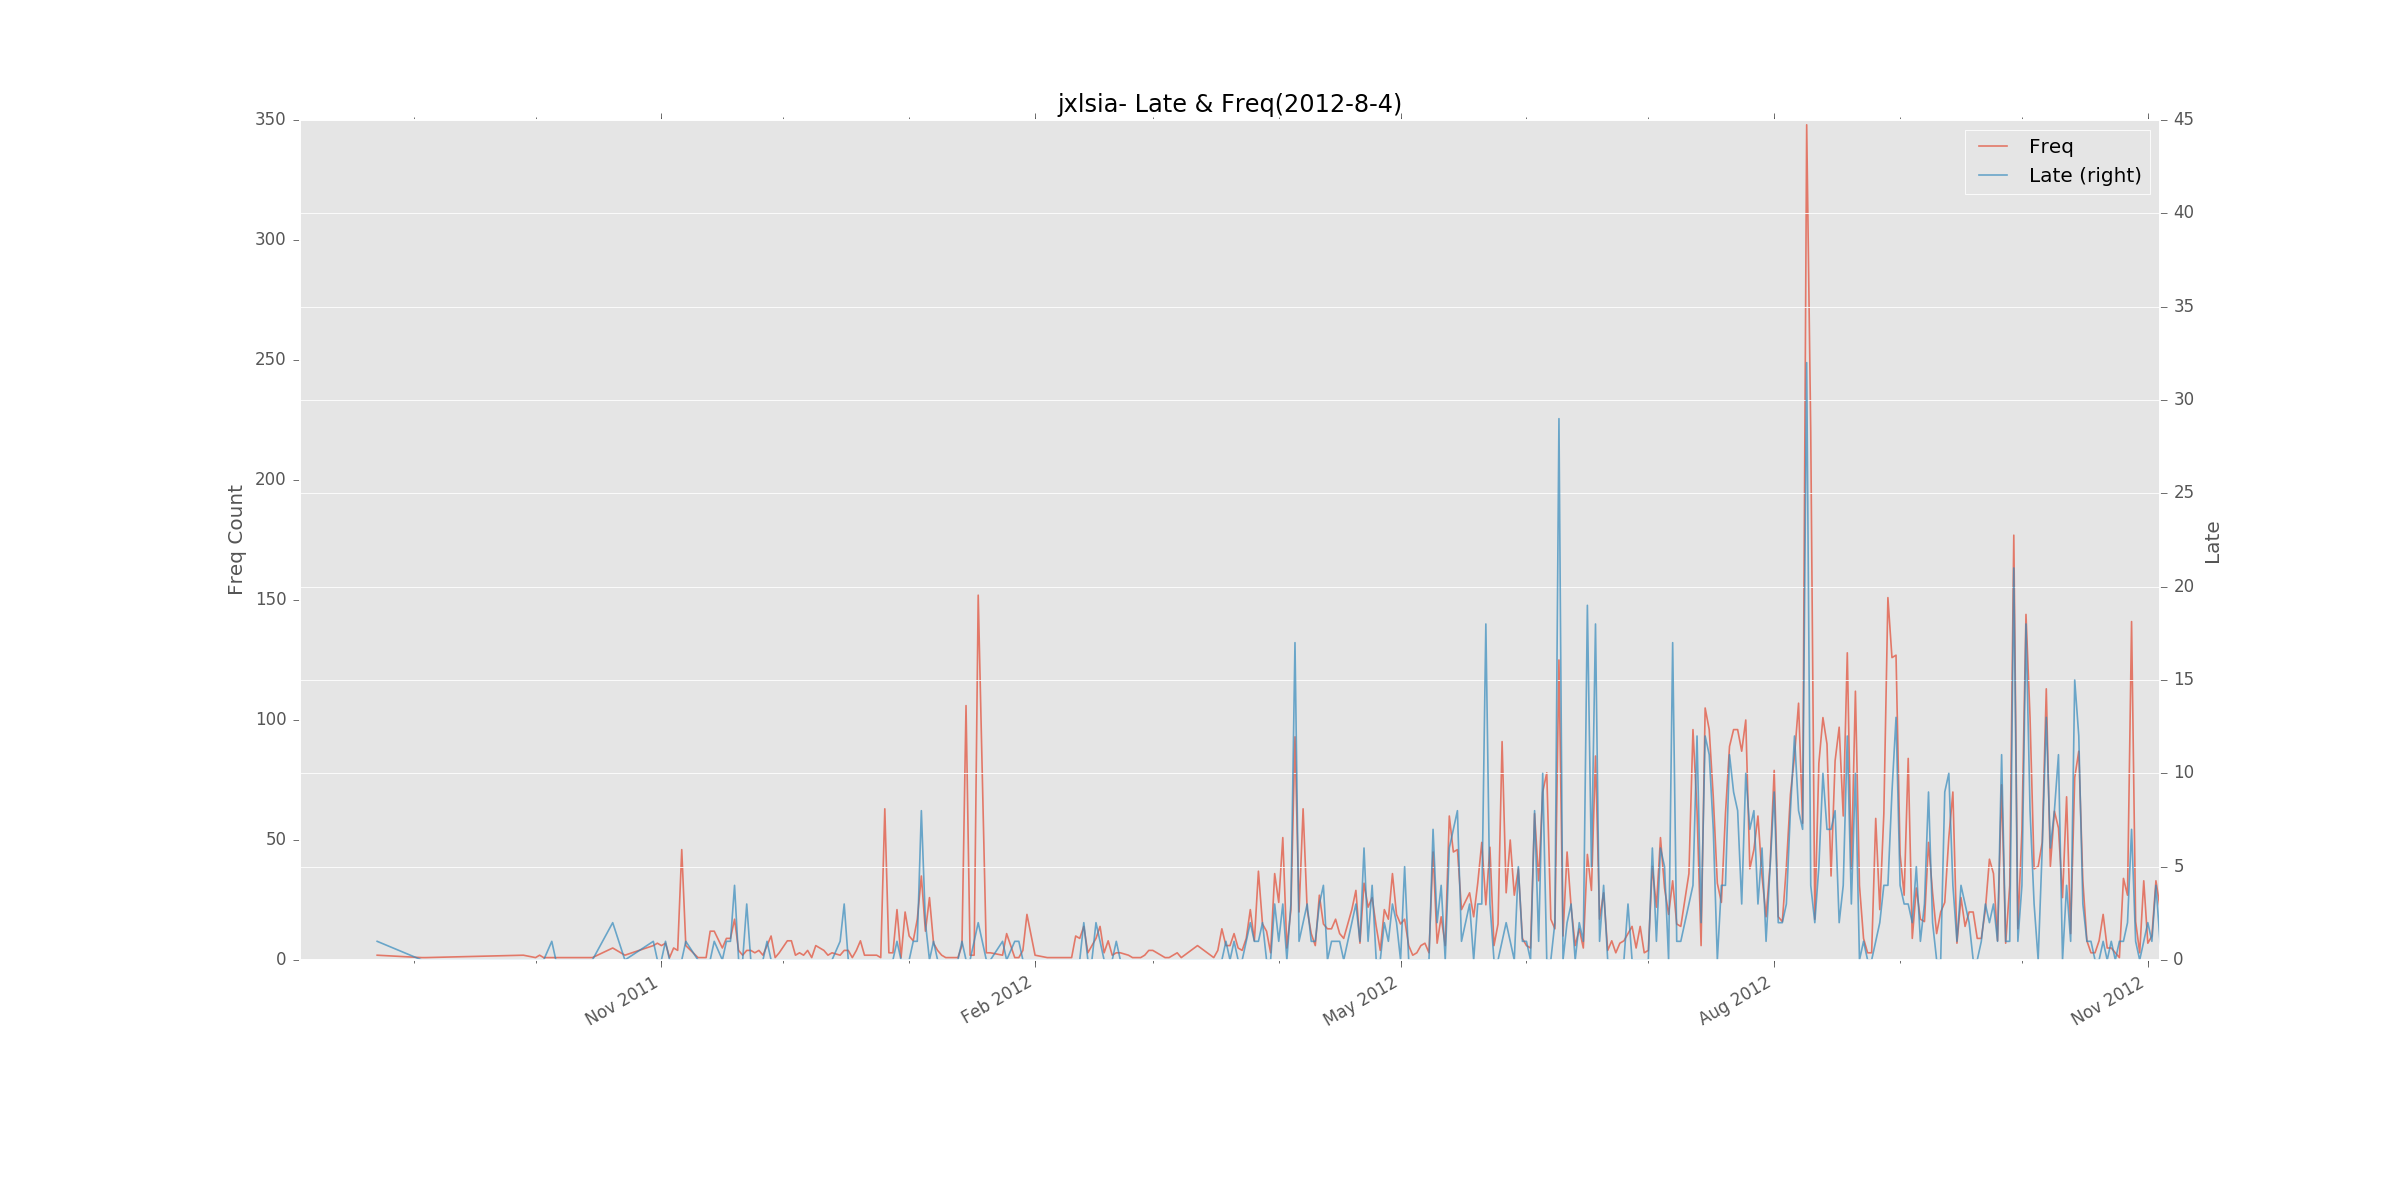 jxlsia- Late & Freq(2012-8-4)
Freq
Late (right)
350
300
250
200
150
100
50
0
Freq Count
45
40
35
30
25
20
15
10
5
0
Late
Nov 2011
Feb 2012
May 2012
Aug 2012
Nov 2012